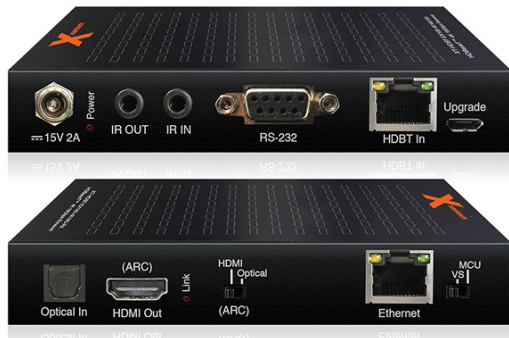 Power
15V 2A
IR OUT
IR IN
RS-232
HDBT In
Upgrade
(ARC)
Optical In
HDMI Out
Link
HDMI
Optical
(ARC)
Ethernet
MCU
VS